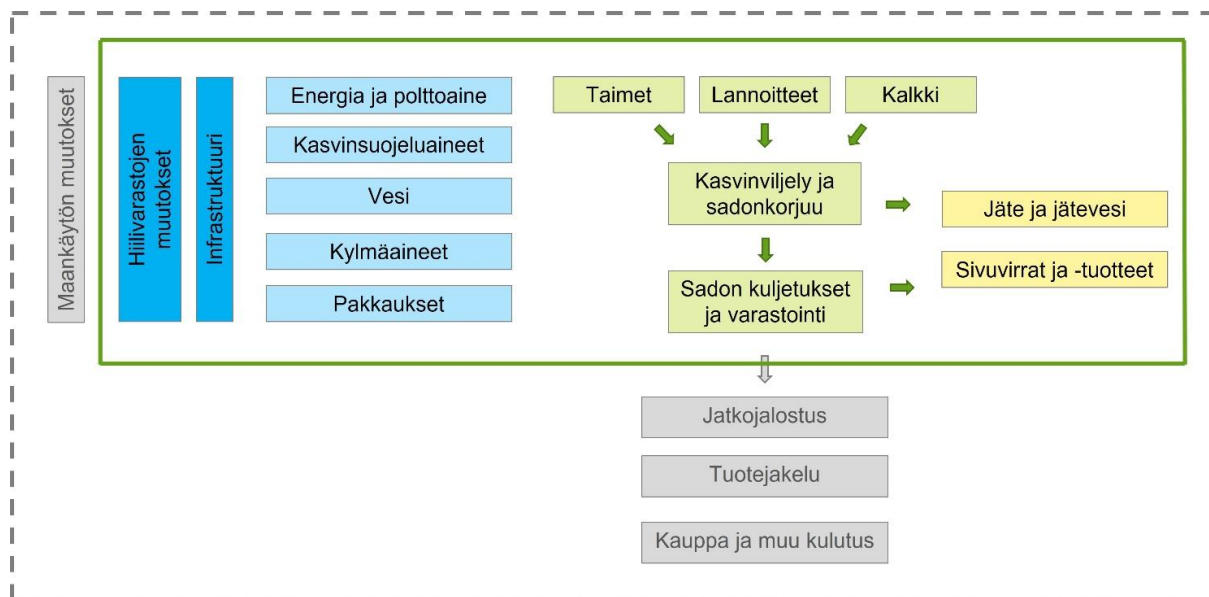 Maankäytön muutokset
Hiilivarastojen
muutokset
Infrastruktuuri
Energia ja polttoaine
Kasvinsuojeluaineet
Vesi
Kylmäaineet
Pakkaukset
Taimet
Lannoitteet
Kalkki
Kasvinviljely ja
sadonkorjuu
Sadon kuljetukset
ja varastointi
Jäte ja jätevesi
Sivuvirrat ja -tuotteet
Jatkojalostus
Tuotejakelu
Kauppa ja muu kulutus